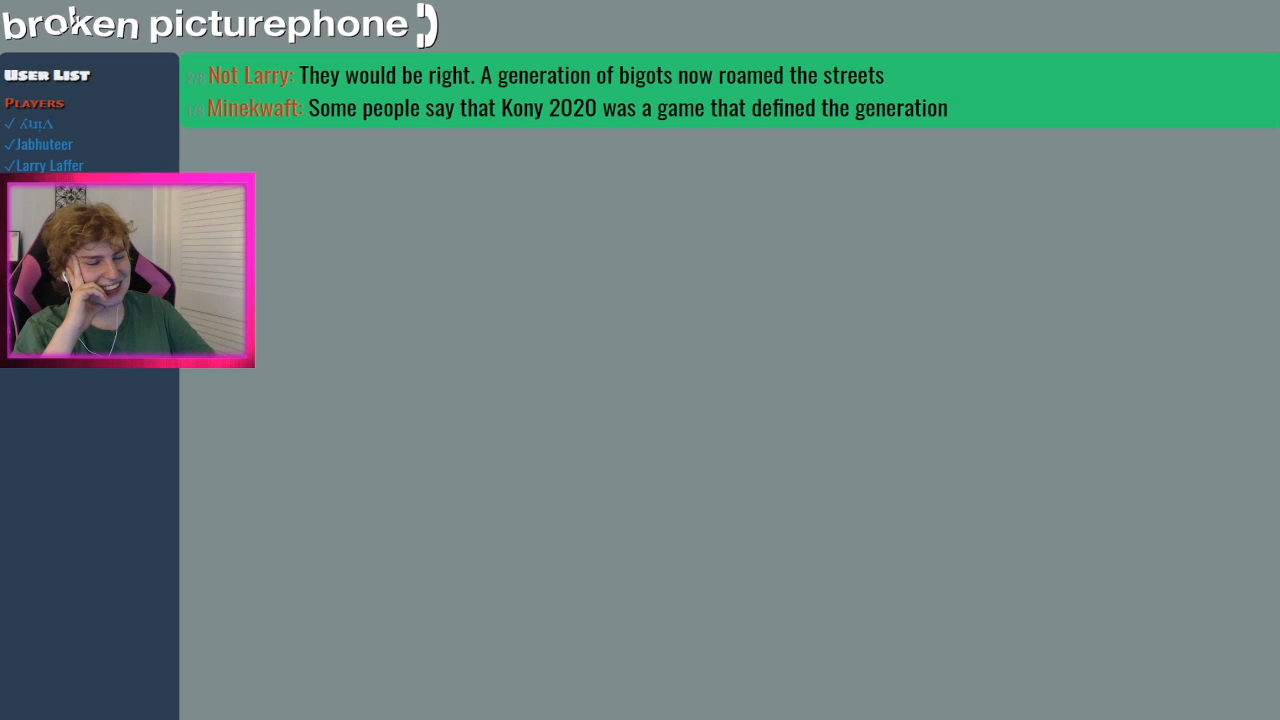 broken picturephone
User List
Players
✓Jabhuteer
✓Larry Laffer
Not Larry: They would be right. A generation of bigots now roamed the streets
Minekwaft: Some people say that Kony 2020 was a game that defined the generation